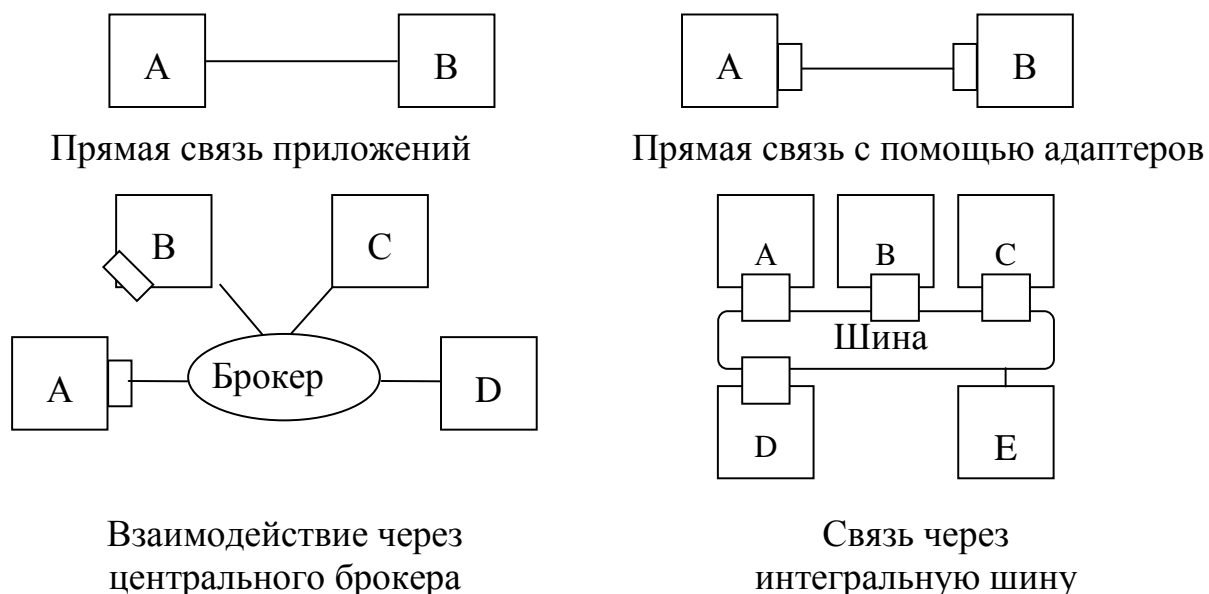 A
B
Прямая связь приложений
A
B
Прямая связь с помощью адаптеров
B
C
A
Брокер
D
Взаимодействие через
центрального брокера
A
B
C
Шина
D
E
Связь через
интегральную шину